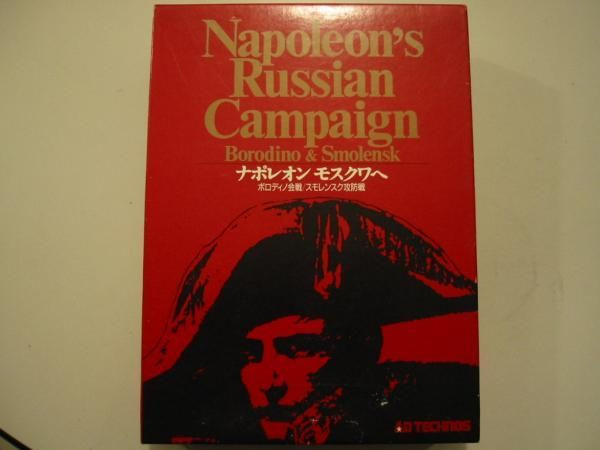 Napoleon's
Russian
Campaign
Borodino & Smolensk
ナポレオン モスクワへ
ボロディノ会戦/スモレンスク攻防戦
AD TECHNOS